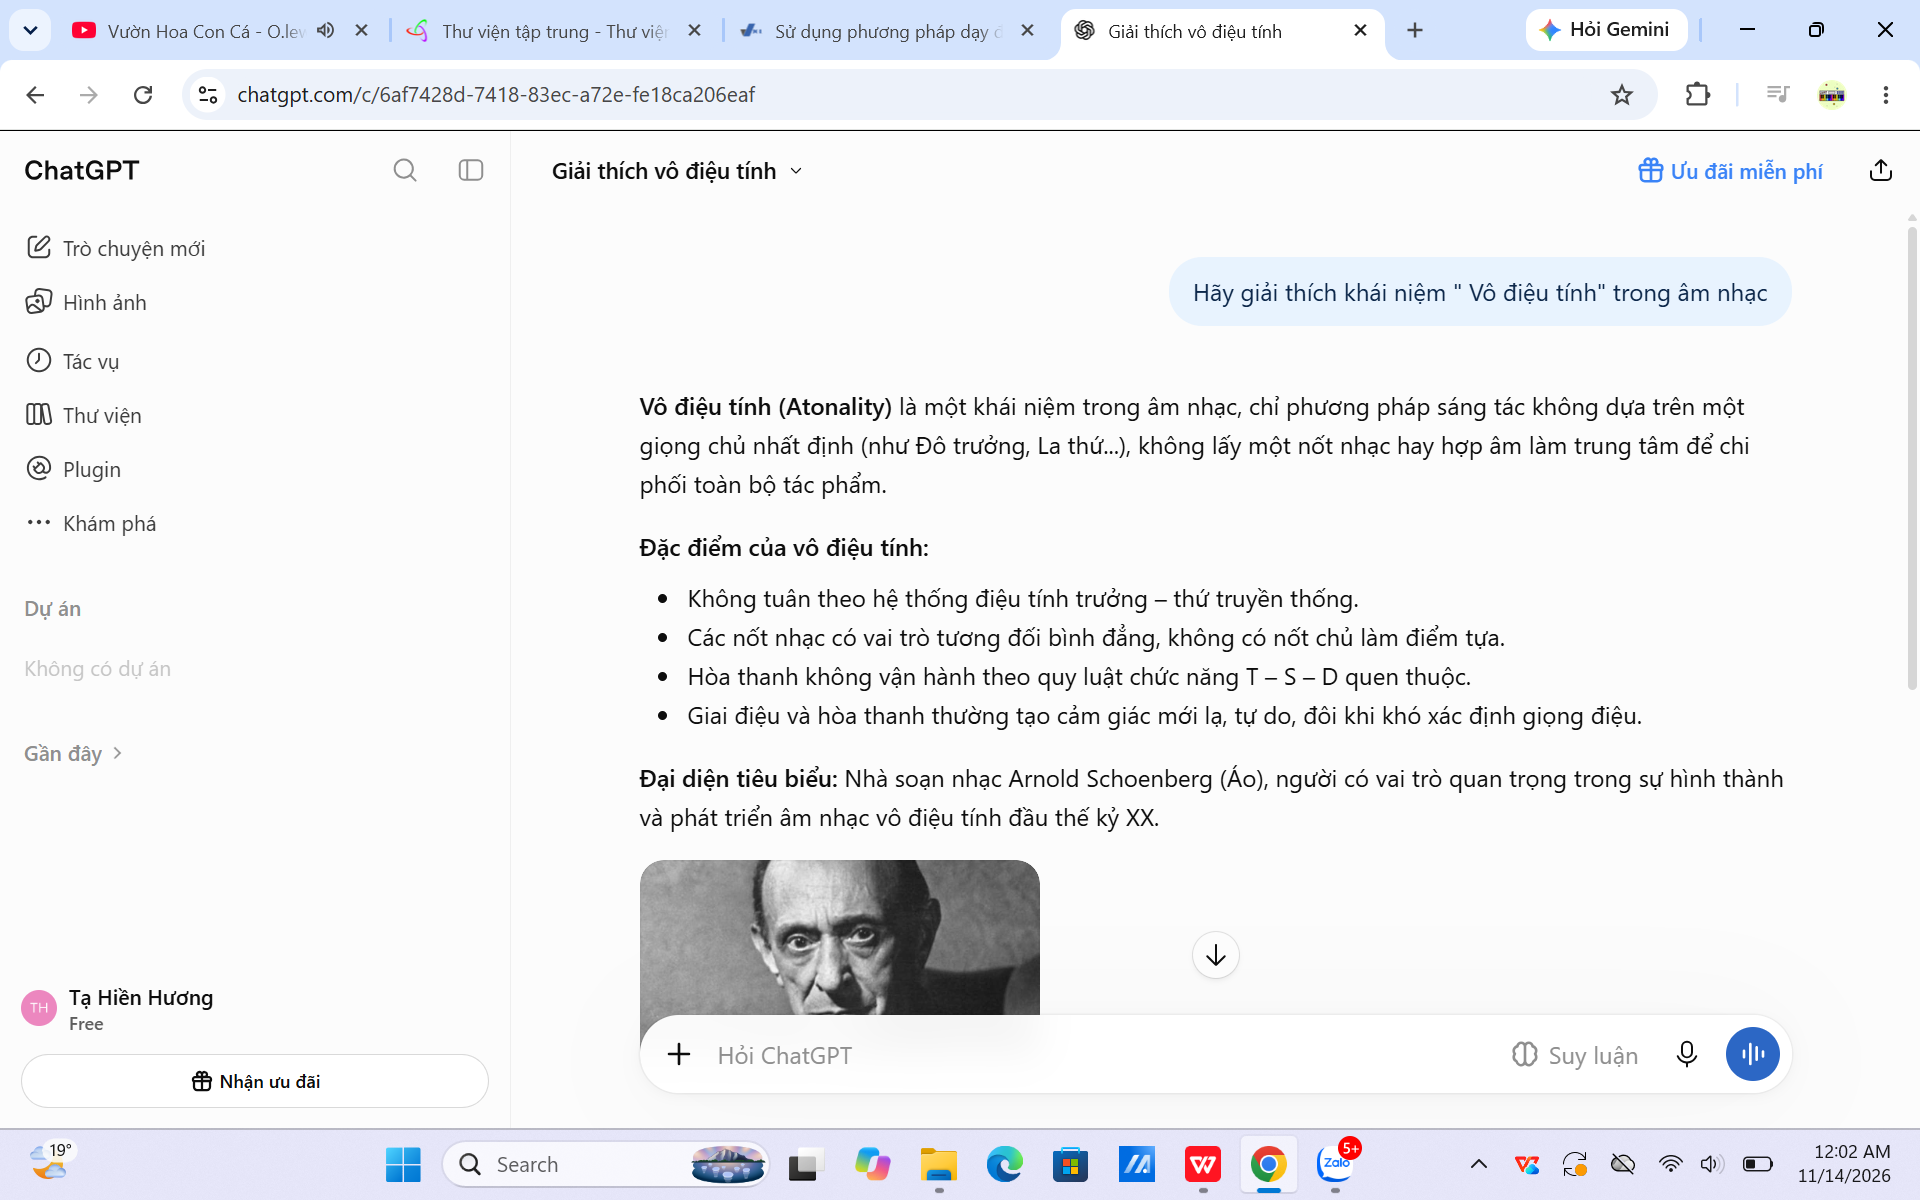 Vườn Hoa Con Cá - O.lew
Thư viện tập trung - Thư viện
Sử dụng phương pháp dạy
Giải thích vô điệu tính
Hỏi Gemini
chatgpt.com/c/6af7428d-7418-83ec-a72e-fe18ca206eaf
ChatGPT
Trò chuyện mới
Hình ảnh
Tác vụ
Thư viện
Plugin
Khám phá
Dự án
Không có dự án
Gần đây
Tạ Hiền Hương
TH
Free
Nhận ưu đãi
Giải thích vô điệu tính
Ưu đãi miễn phí
Hãy giải thích khái niệm " Vô điệu tính" trong âm nhạc
Vô điệu tính (Atonality) là một khái niệm trong âm nhạc, chỉ phương pháp sáng tác không dựa trên một
giọng chủ nhất định (như Đô trưởng, La thứ...), không lấy một nốt nhạc hay hợp âm làm trung tâm để chi
phối toàn bộ tác phẩm.
Đặc điểm của vô điệu tính:
Không tuân theo hệ thống điệu tính trưởng – thứ truyền thống.
Các nốt nhạc có vai trò tương đối bình đẳng, không có nốt chủ làm điểm tựa.
Hòa thanh không vận hành theo quy luật chức năng T – S – D quen thuộc.
Giai điệu và hòa thanh thường tạo cảm giác mới lạ, tự do, đôi khi khó xác định giọng điệu.
Đại diện tiêu biểu: Nhà soạn nhạc Arnold Schoenberg (Áo), người có vai trò quan trọng trong sự hình thành
và phát triển âm nhạc vô điệu tính đầu thế kỷ XX.
Hỏi ChatGPT
Suy luận
19°
Search
Zalo
5+
12:02 AM
11/14/2026